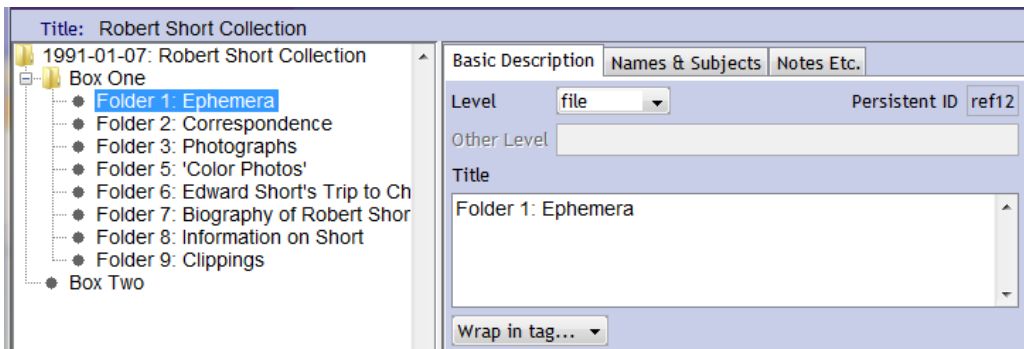 Title: Robert Short Collection
1991-01-07: Robert Short Collection
Box One
Folder 1: Ephemera
Folder 2: Correspondence
Folder 3: Photographs
Folder 5: 'Color Photos'
Folder 6: Edward Short's Trip to Ch
Folder 7: Biography of Robert Shor
Folder 8: Information on Short
Folder 9: Clippings
Box Two
Basic Description Names & Subjects Notes Etc.
Level file Persistent ID ref12
Other Level
Title
Folder 1: Ephemera
Wrap in tag...